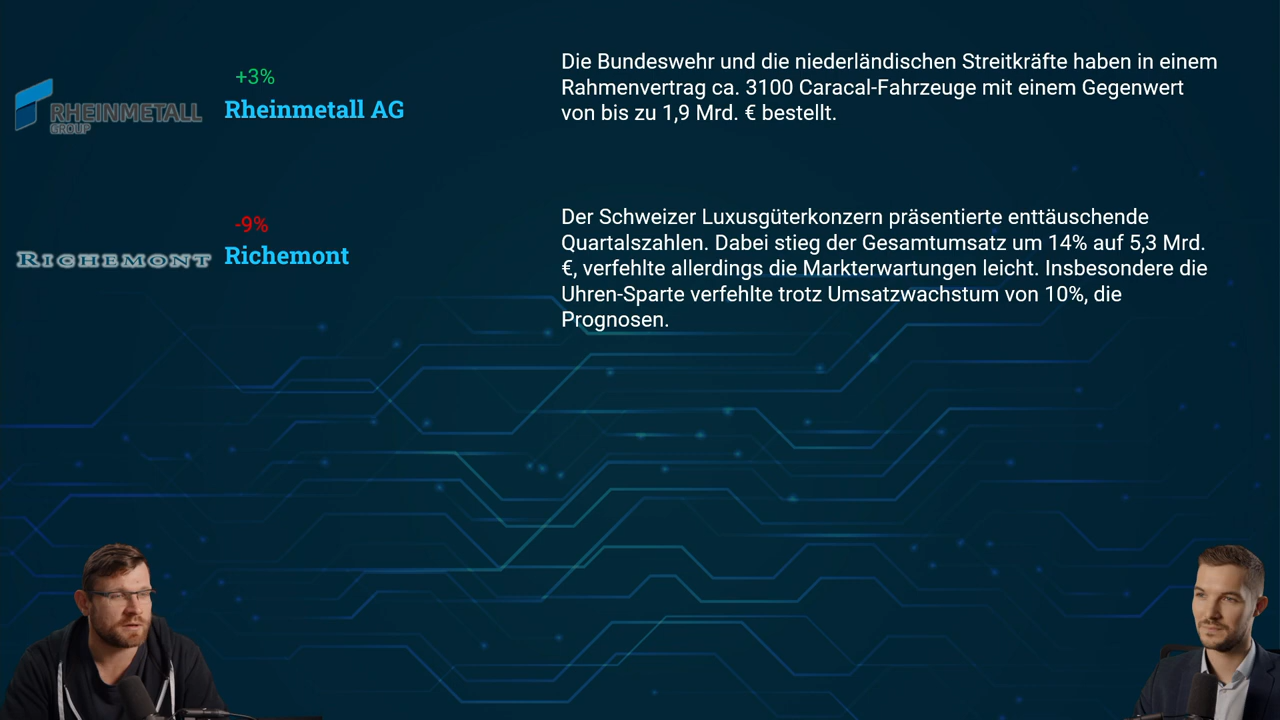 +3%
RHEINMETALL
GROUP
Rheinmetall AG
Die Bundeswehr und die niederländischen Streitkräfte haben in einem
Rahmenvertrag ca. 3100 Caracal-Fahrzeuge mit einem Gegenwert
von bis zu 1,9 Mrd. € bestellt.
-9%
RICHEMONT
Richemont
Der Schweizer Luxusgüterkonzern präsentierte enttäuschende
Quartalszahlen. Dabei stieg der Gesamtumsatz um 14% auf 5,3 Mrd.
€, verfehlte allerdings die Markterwartungen leicht. Insbesondere die
Uhren-Sparte verfehlte trotz Umsatzwachstum von 10%, die
Prognosen.